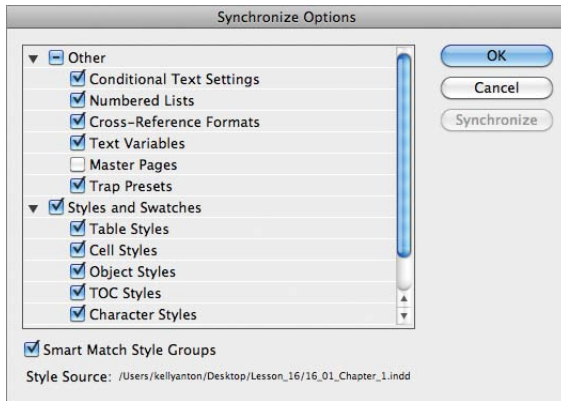 Synchronize Options
Other
Conditional Text Settings
Numbered Lists
Cross-Reference Formats
Text Variables
Master Pages
Trap Presets
Styles and Swatches
Table Styles
Cell Styles
Object Styles
TOC Styles
Character Styles
OK
Cancel
Synchronize
Smart Match Style Groups
Style Source: /Users/kellyanton/Desktop/Lesson_16/16_01_Chapter_1.indd